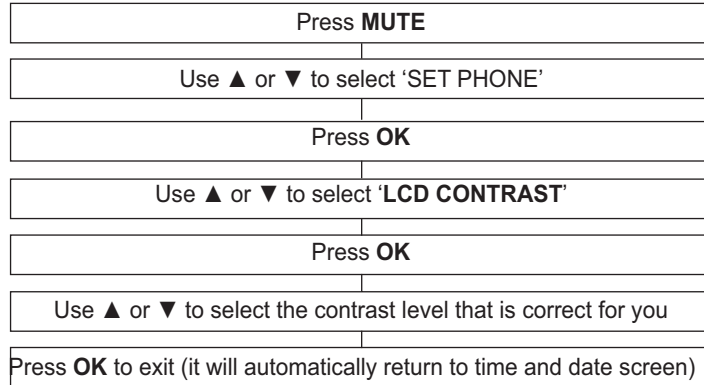 Press MUTE
Use ▲ or ▼ to select ‘SET PHONE’
Press OK
Use ▲ or ▼ to select ‘LCD CONTRAST’
Press OK
Use ▲ or ▼ to select the contrast level that is correct for you
Press OK to exit (it will automatically return to time and date screen)